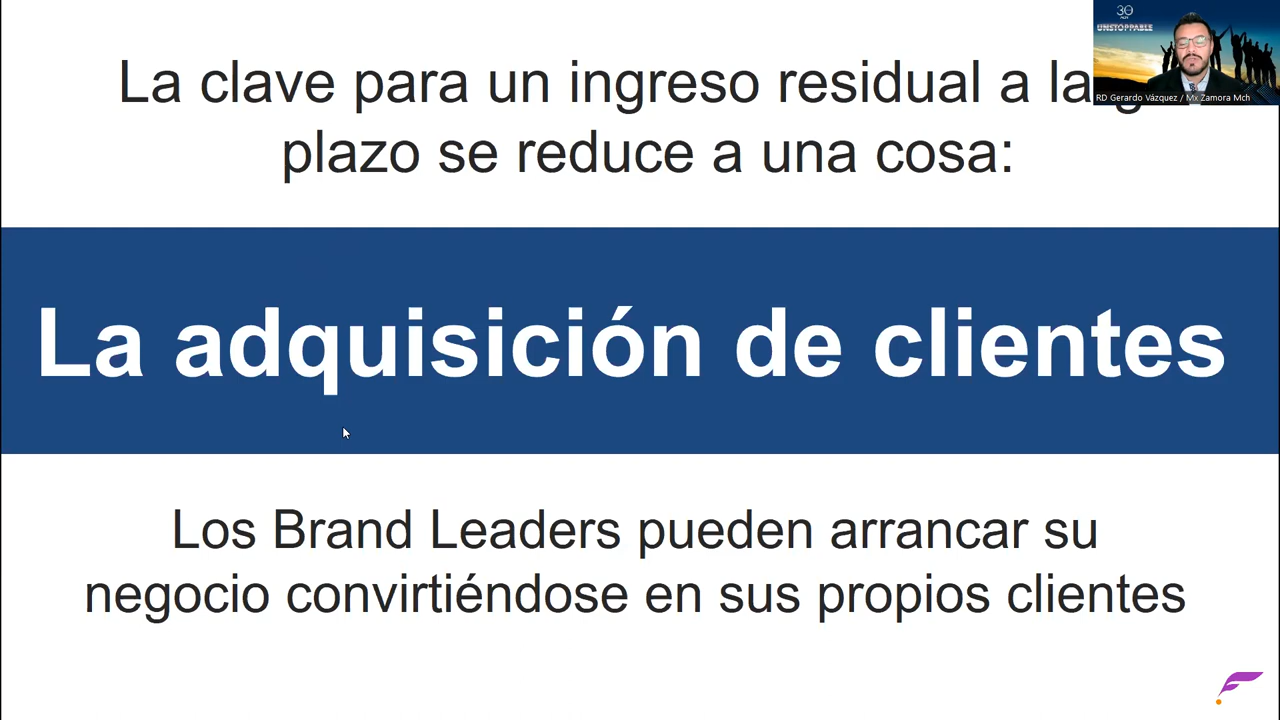 La clave para un ingreso residual a
plazo se reduce a una cosa:
La adquisición de clientes
Los Brand Leaders pueden arrancar su
negocio convirtiéndose en sus propios clientes
30
UNSTOPPABLE
RD Gerardo Vázquez / Mx Zamora Mch